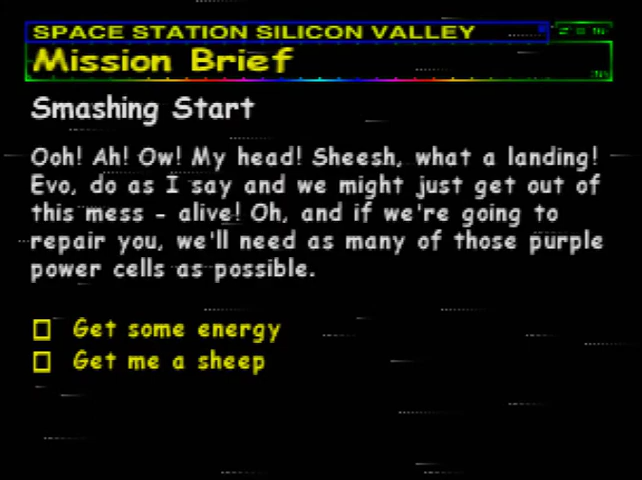 SPACE STATION SILICON VALLEY
Mission Brief
Smashing Start
Ooh! Ah! Ow! My head! Sheesh, what a landing!
Evo, do as I say and we might just get out of
this mess - alive! Oh, and if we're going to
repair you, we'll need as many of those purple
power cells as possible.
Get some energy
Get me a sheep